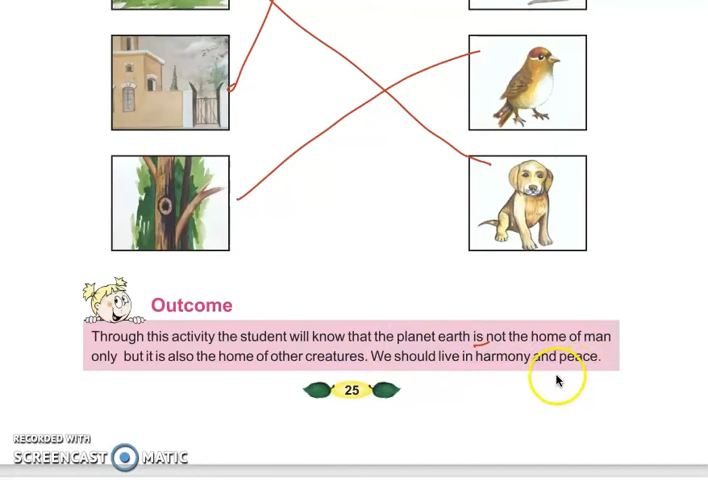 Outcome
Through this activity the student will know that the planet earth is not the home of man
only but it is also the home of other creatures. We should live in harmony and peace.
25
RECORDED WITH
SCREENCAST MATIC